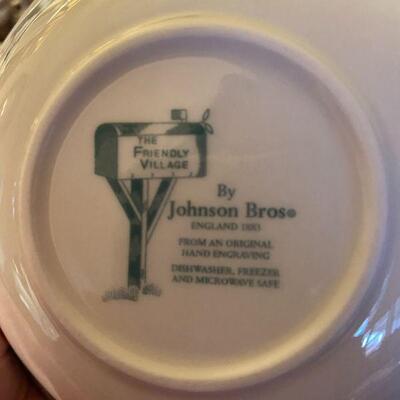 THE
FRIENDLY
VILLAGE
By
Johnson Bros®
ENGLAND 1883
FROM AN ORIGINAL
HAND ENGRAVING
DISHWASHER, FREEZER
AND MICROWAVE SAFE